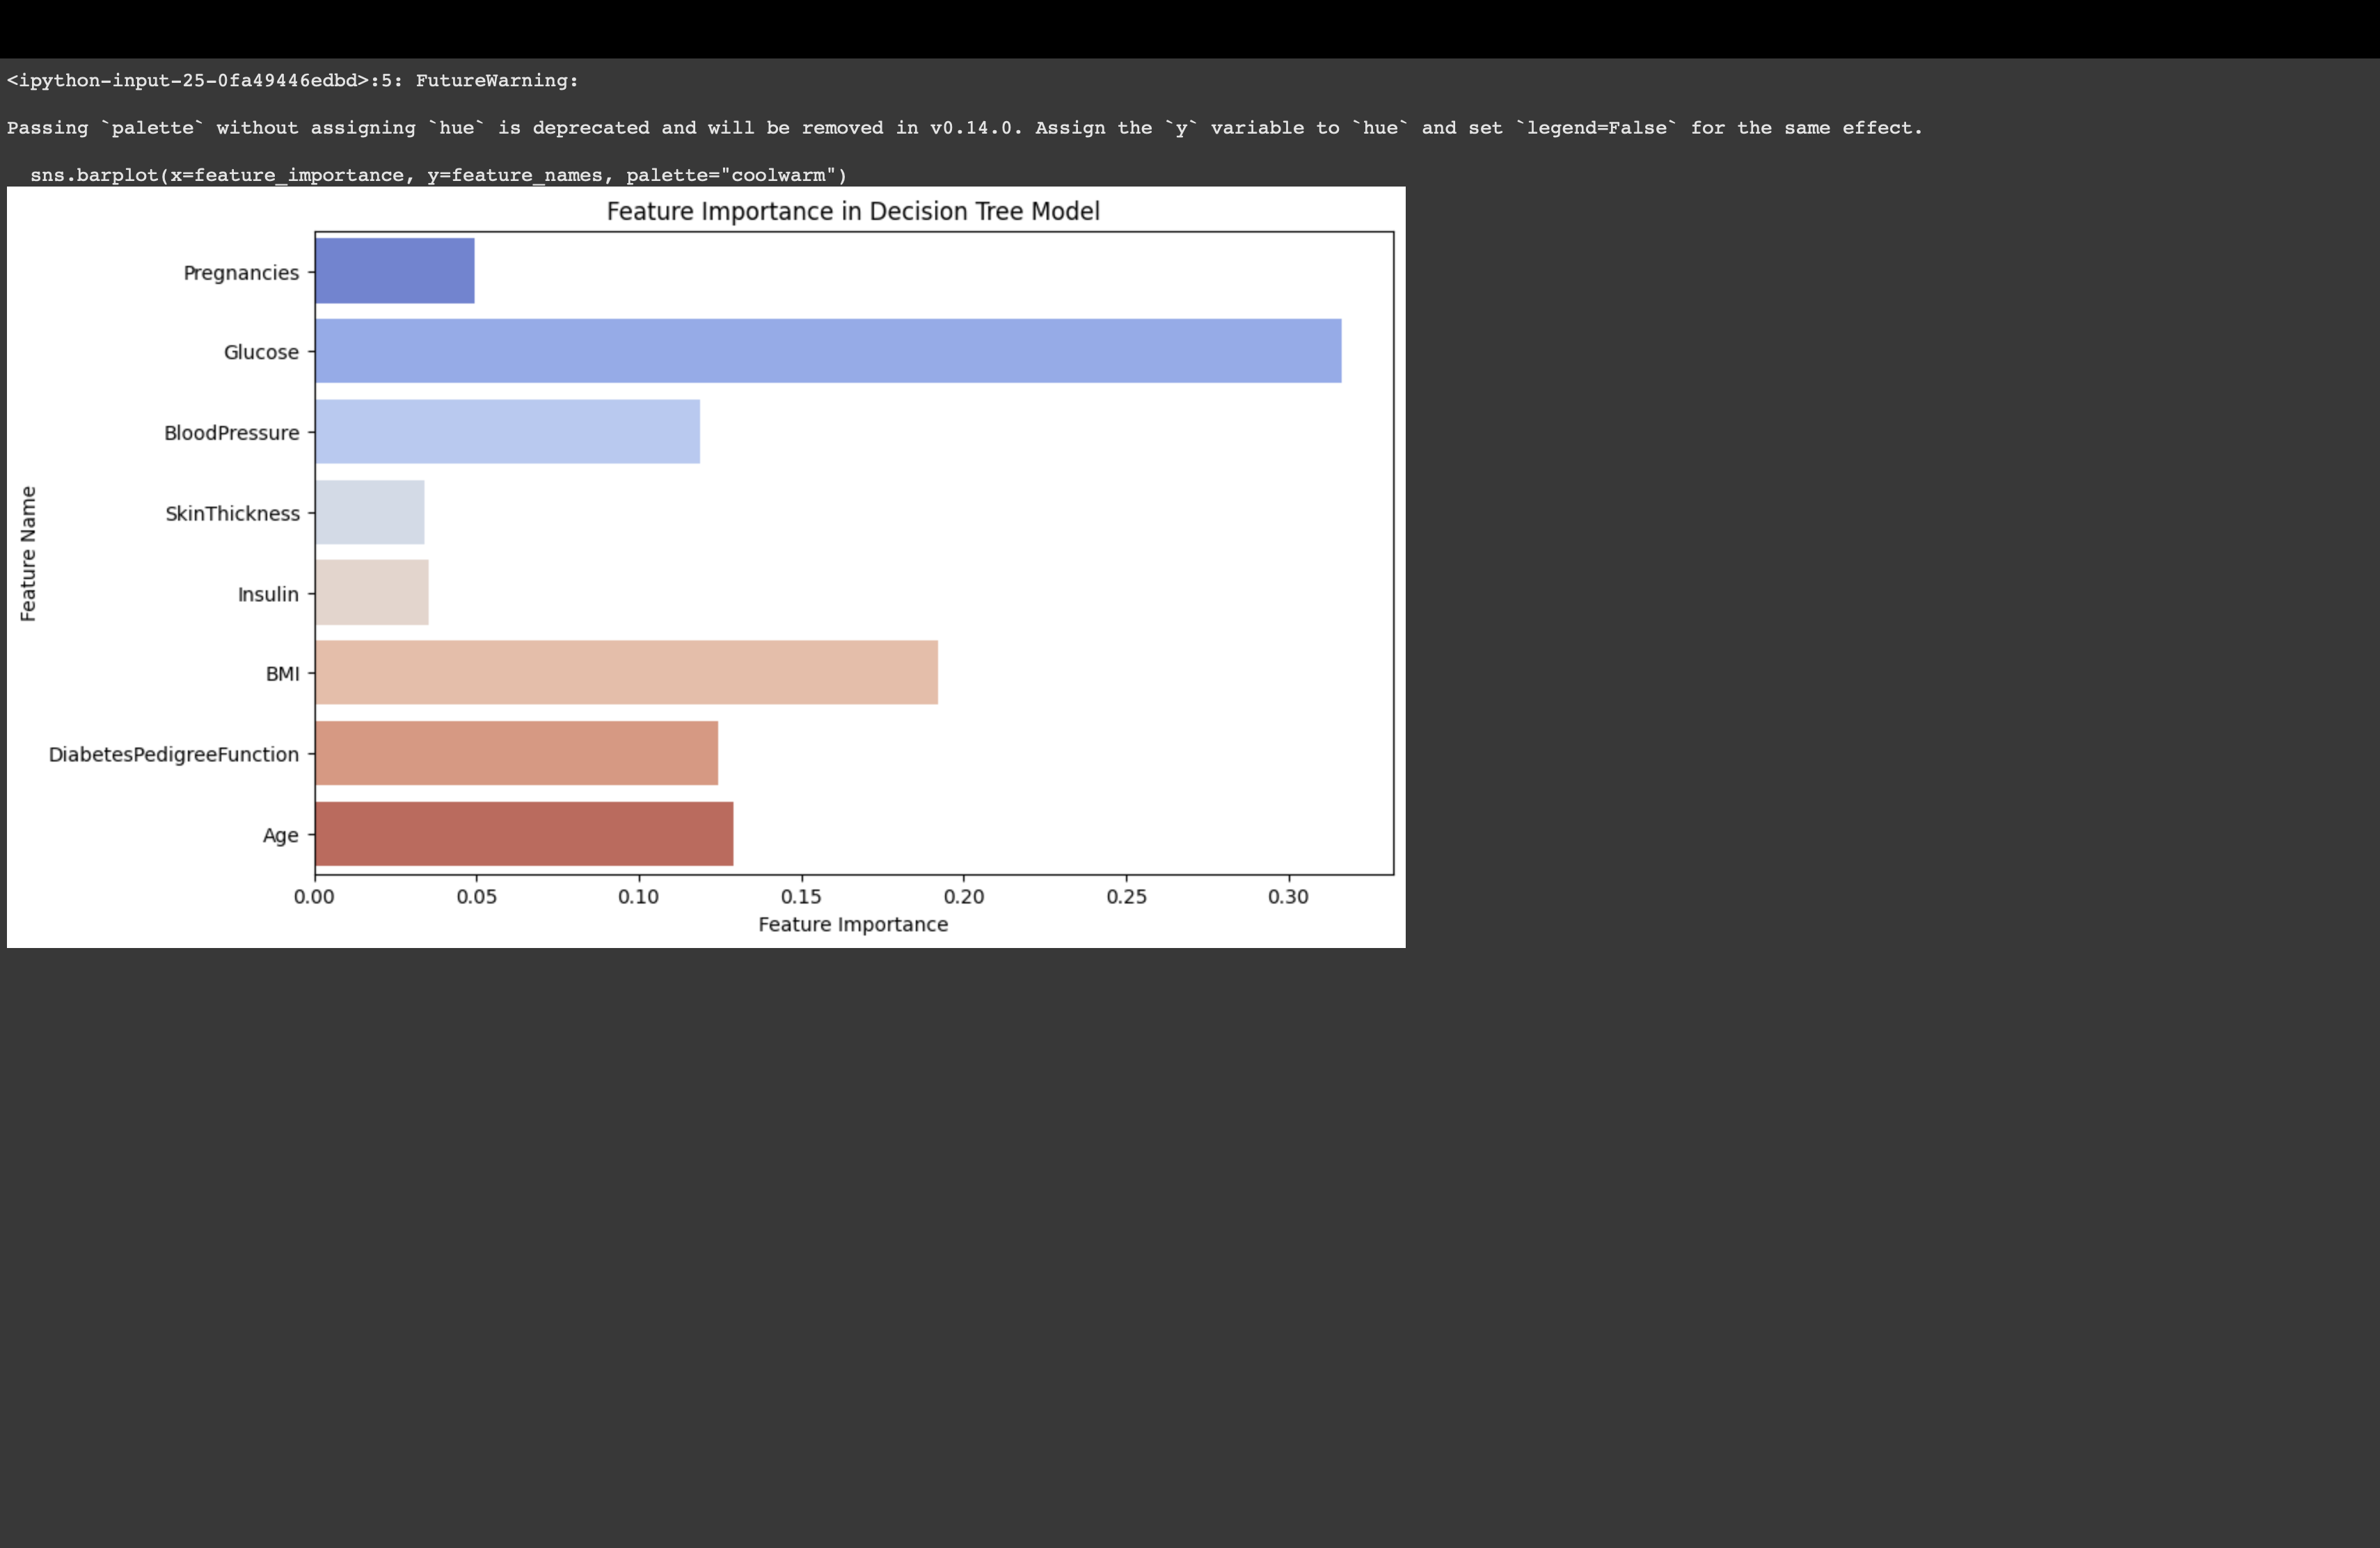 <ipython-input-25-0fa49446edbd>:5: FutureWarning:
Passing `palette` without assigning `hue` is deprecated and will be removed in v0.14.0. Assign the `y` variable to `hue` and set `legend=False` for the same effect.
sns.barplot(x=feature_importance, y=feature_names, palette="coolwarm")
Feature Importance in Decision Tree Model
Feature Name
Pregnancies
Glucose
BloodPressure
SkinThickness
Insulin
BMI
DiabetesPedigreeFunction
Age
0.00 0.05 0.10 0.15 0.20 0.25 0.30
Feature Importance